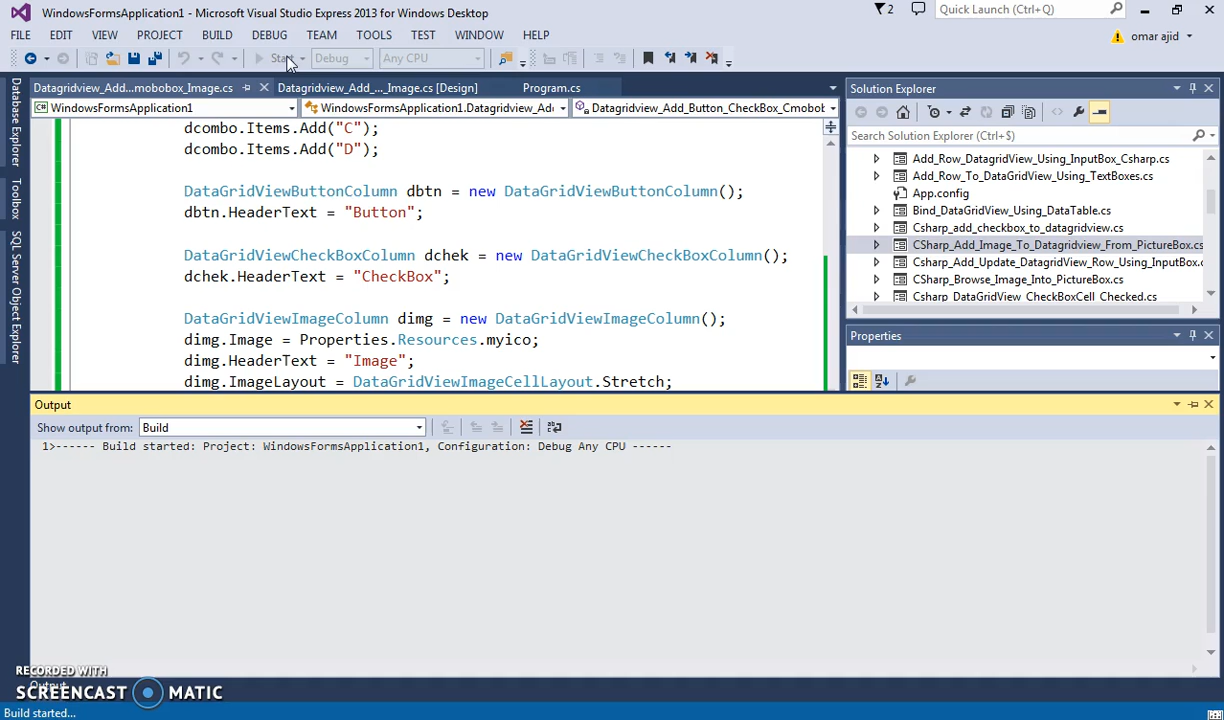 WindowsFormsApplication1 - Microsoft Visual Studio Express 2013 for Windows Desktop
2
Quick Launch (Ctrl+Q)
FILE EDIT VIEW PROJECT BUILD DEBUG TEAM TOOLS TEST WINDOW HELP
omar ajid
Start Debug Any CPU
Datagridview_Add...mobobox_Image.cs
Datagridview_Add_..._Image.cs [Design]
Program.cs
WindowsFormsApplication1
WindowsFormsApplication1.Datagridview_Add
Datagridview_Add_Button_CheckBox_Cmobob
Database Explorer
Toolbox
SQL Server Object Explorer
dcombo.Items.Add("C");
dcombo.Items.Add("D");
DataGridViewButtonColumn dbtn = new DataGridViewButtonColumn();
dbtn.HeaderText = "Button";
DataGridViewCheckBoxColumn dchek = new DataGridViewCheckBoxColumn();
dchek.HeaderText = "CheckBox";
DataGridViewImageColumn dimg = new DataGridViewImageColumn();
dimg.Image = Properties.Resources.myico;
dimg.HeaderText = "Image";
dimg.ImageLayout = DataGridViewImageCellLayout.Stretch;
Solution Explorer
Search Solution Explorer (Ctrl+$)
Add_Row_DatagridView_Using_InputBox_Csharp.cs
Add_Row_To_DataGridView_Using_TextBoxes.cs
App.config
Bind_DataGridView_Using_DataTable.cs
Csharp_add_checkbox_to_datagridview.cs
CSharp_Add_Image_To_Datagridview_From_PictureBox.cs
Csharp_Add_Update_DatagridView_Row_Using_InputBox.c
CSharp_Browse_Image_Into_PictureBox.cs
Csharp_DataGridView_CheckBoxCell_Checked.cs
Properties
Output
Show output from: Build
1>------ Build started: Project: WindowsFormsApplication1, Configuration: Debug Any CPU ------
RECORDED WITH
SCREENCAST MATIC
Output
Build started...